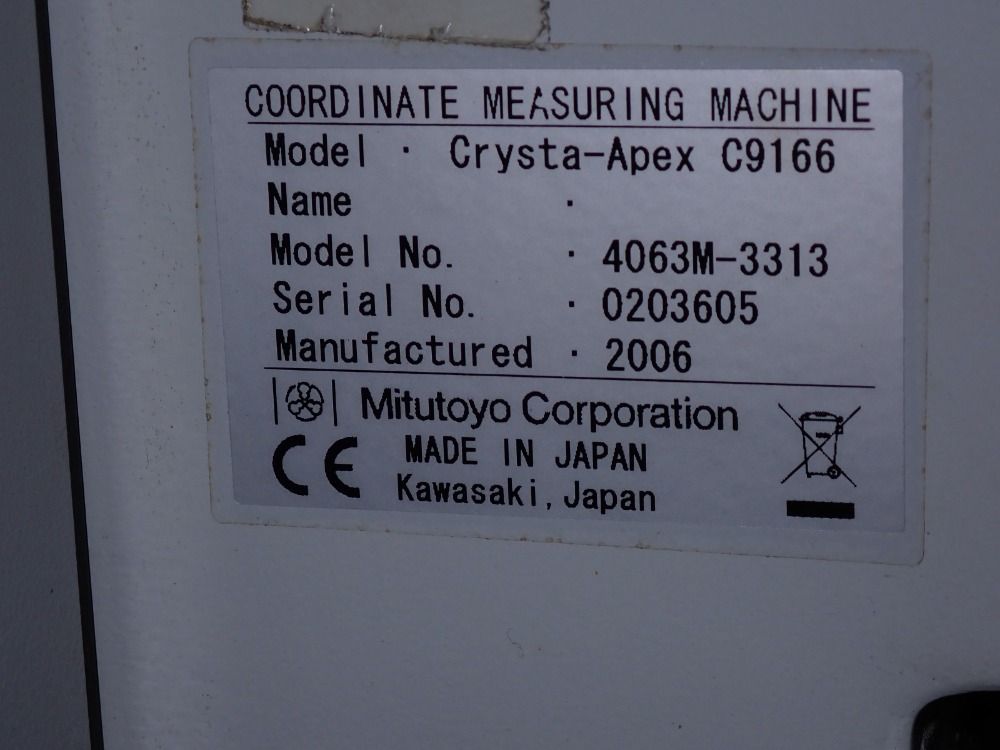 COORDINATE MEASURING MACHINE
Model · Crysta-Apex C9166
Name ·
Model No. · 4063M-3313
Serial No. · 0203605
Manufactured · 2006
Mitutoyo Corporation
CE MADE IN JAPAN
Kawasaki, Japan